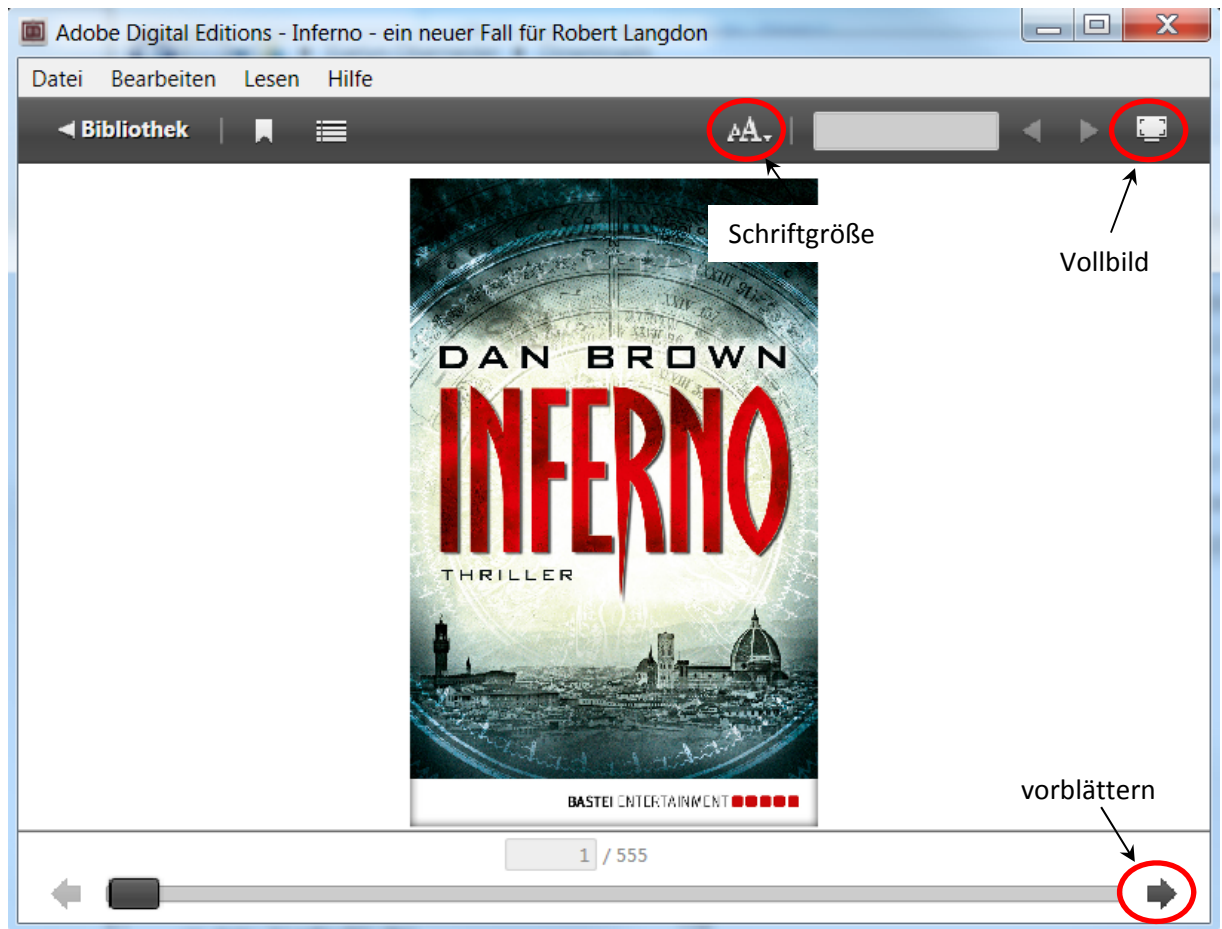 Adobe Digital Editions - Inferno - ein neuer Fall für Robert Langdon
Datei Bearbeiten Lesen Hilfe
Bibliothek
AA
Schriftgröße
Vollbild
DAN BROWN
INFERNO
THRILLER
BASTEI ENTERTAINMENT
vorblättern
1 / 555